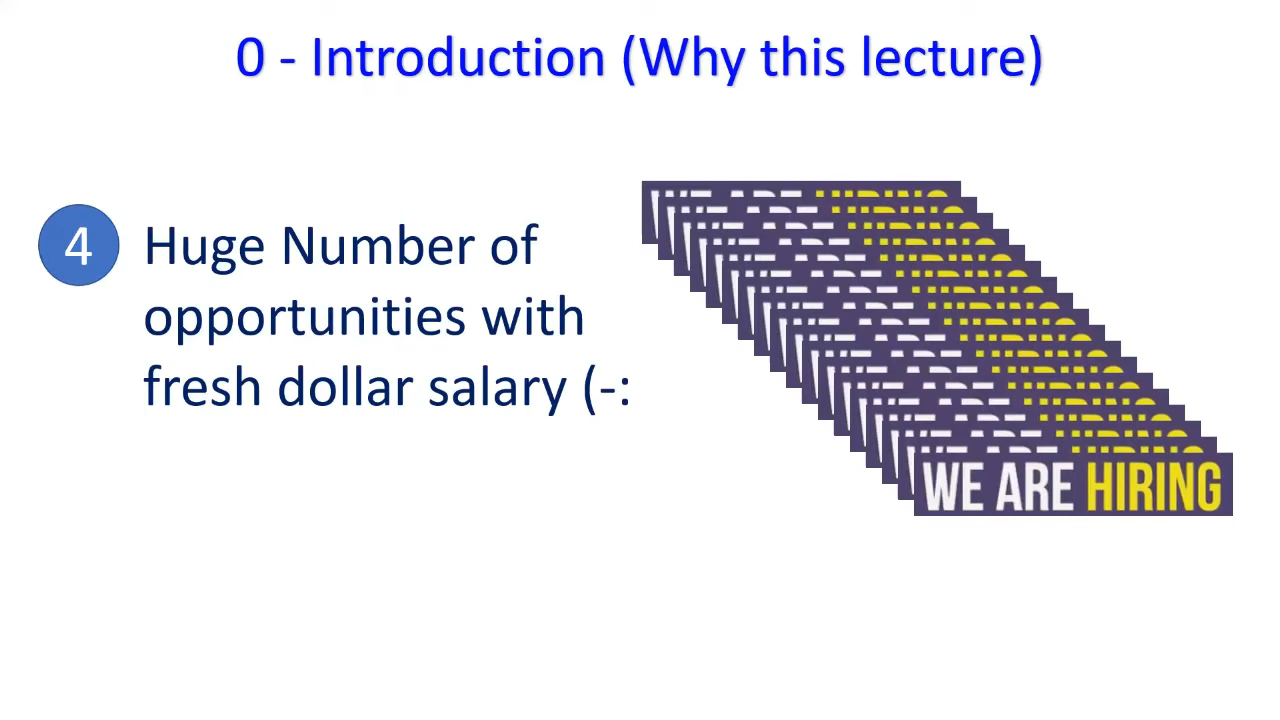 0 - Introduction (Why this lecture)
4
Huge Number of
opportunities with
fresh dollar salary (-:
WE ARE HIRING